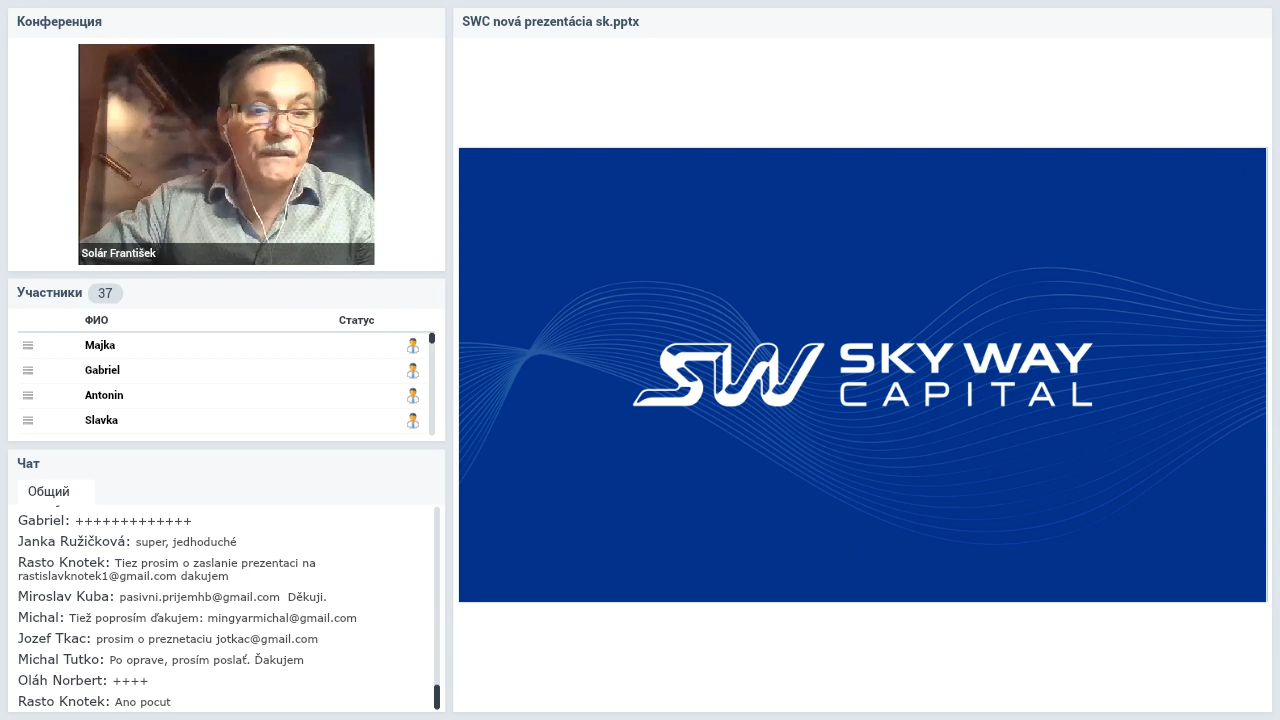 Конференция
Solár František
Участники 37
ФИО Статус
Majka
Gabriel
Antonin
Slavka
Чат
Общий
Gabriel: +++++++++++++
Janka Ružičková: super, jedhoduché
Rasto Knotek: Tiez prosim o zaslanie prezentaci na
rastislavknotek1@gmail.com dakujem
Miroslav Kuba: pasivni.prijemhb@gmail.com Děkuji.
Michal: Tiež poprosím ďakujem: mingyarmichal@gmail.com
Jozef Tkac: prosim o preznetaciu jotkac@gmail.com
Michal Tutko: Po oprave, prosím poslať. Ďakujem
Oláh Norbert: ++++
Rasto Knotek: Ano pocut
SWC nová prezentácia sk.pptx
SW SKY WAY
CAPITAL